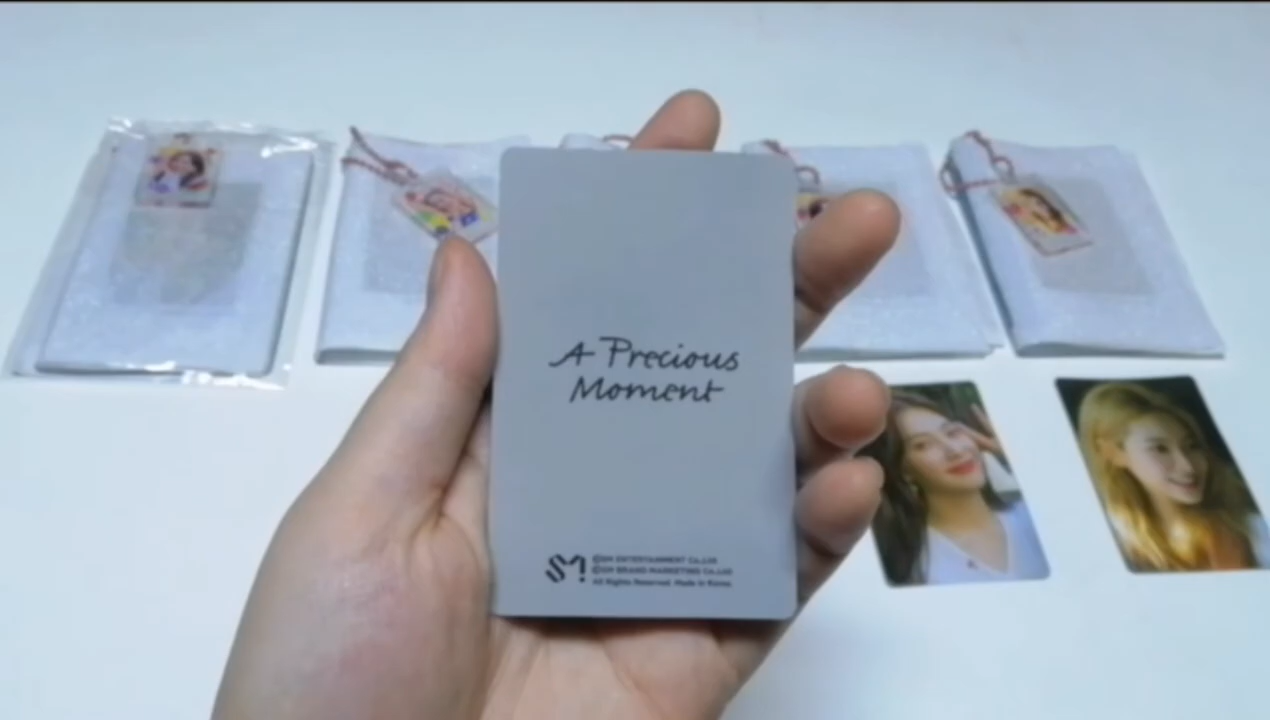 A Precious
Moment
SM
©SM ENTERTAINMENT Co.,Ltd
©SM BRAND MARKETING Co.,Ltd
All Rights Reserved. Made in Korea.